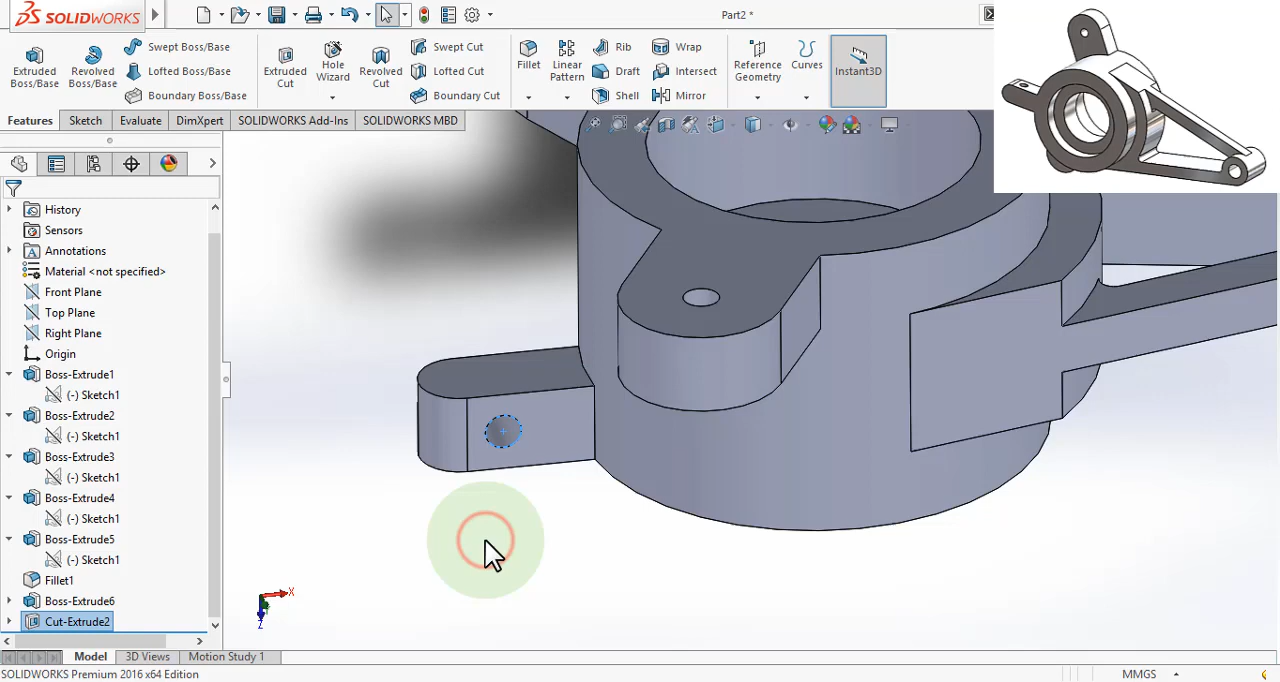 SOLIDWORKS
Part2 *
Extruded Boss/Base
Revolved Boss/Base
Swept Boss/Base
Lofted Boss/Base
Boundary Boss/Base
Extruded Cut
Hole Wizard
Revolved Cut
Swept Cut
Lofted Cut
Boundary Cut
Fillet
Linear Pattern
Rib
Draft
Shell
Wrap
Intersect
Mirror
Reference Geometry
Curves
Instant3D
Features
Sketch
Evaluate
DimXpert
SOLIDWORKS Add-Ins
SOLIDWORKS MBD
History
Sensors
Annotations
Material <not specified>
Front Plane
Top Plane
Right Plane
Origin
Boss-Extrude1
(-) Sketch1
Boss-Extrude2
(-) Sketch1
Boss-Extrude3
(-) Sketch1
Boss-Extrude4
(-) Sketch1
Boss-Extrude5
(-) Sketch1
Fillet1
Boss-Extrude6
Cut-Extrude2
X
Z
Model
3D Views
Motion Study 1
SOLIDWORKS Premium 2016 x64 Edition
MMGS